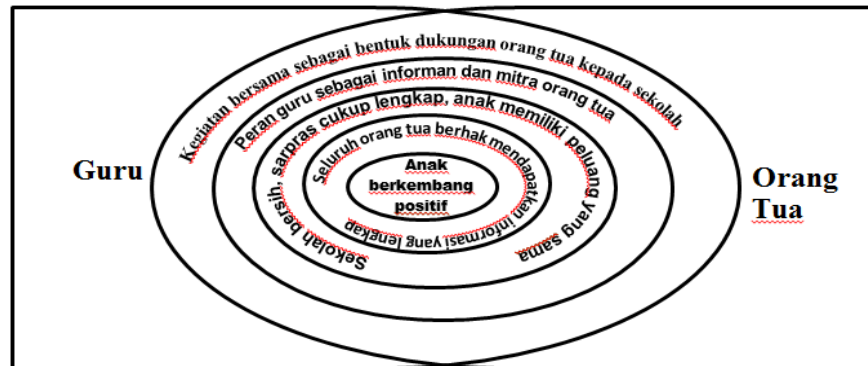 Kegiatan bersama sebagai bentuk dukungan orang tua kepada sekolah
Peran guru sebagai informan dan mitra orang tua
Sekolah bersih, sarpras cukup lengkap, anak memiliki peluang yang sama
Seluruh orang tua berhak mendapatkan informasi yang lengkap
Anak
berkembang
positif
Guru
Orang
Tua